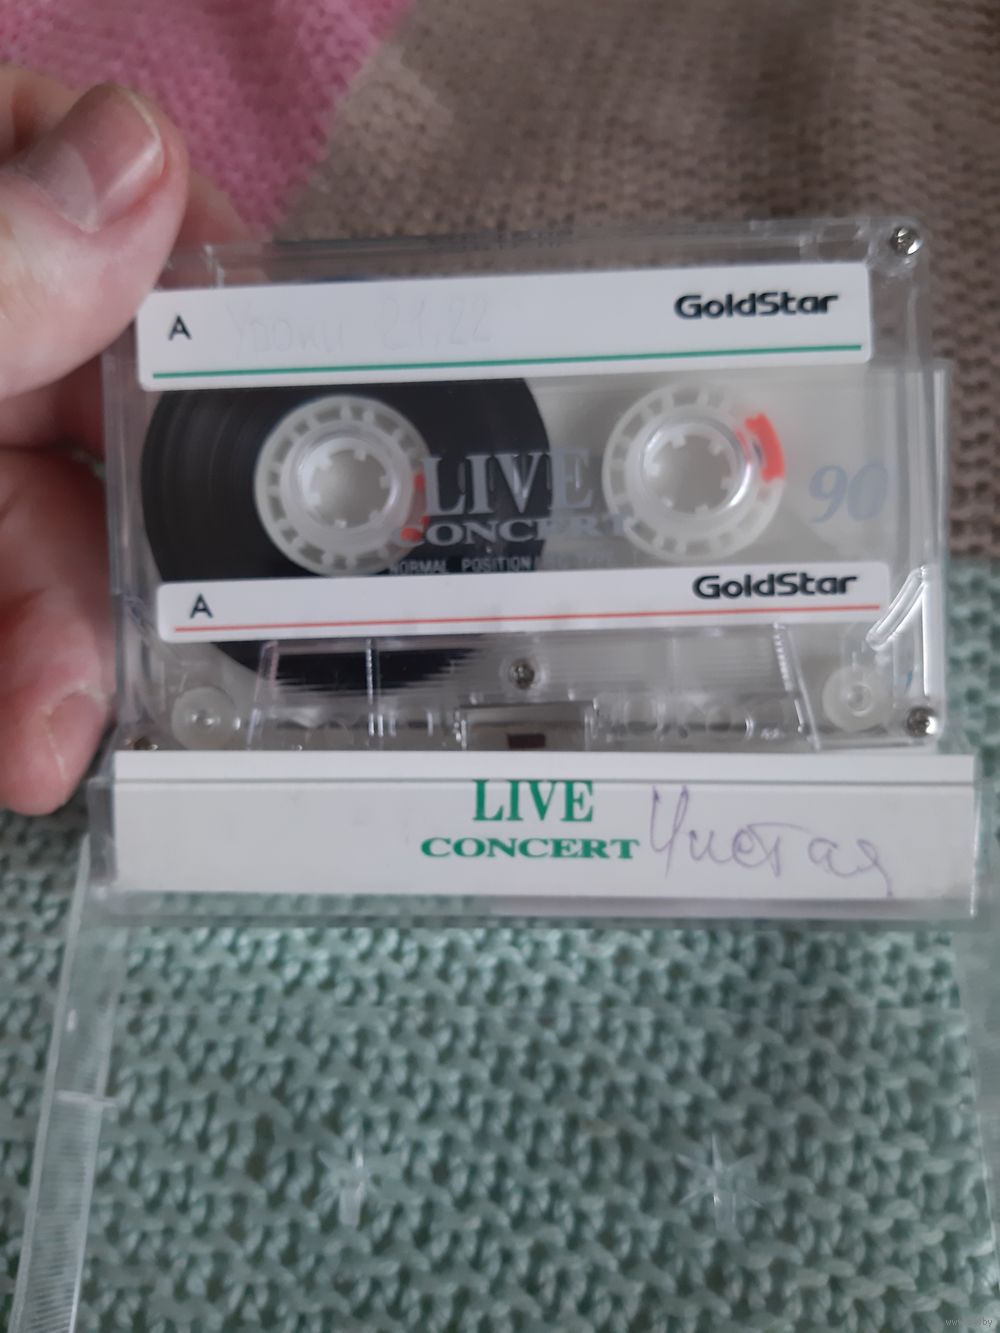 A Уроки 21,22 GoldStar
LIVE
CONCERT
90
NORMAL POSITION
A GoldStar
LIVE
CONCERT Чистая